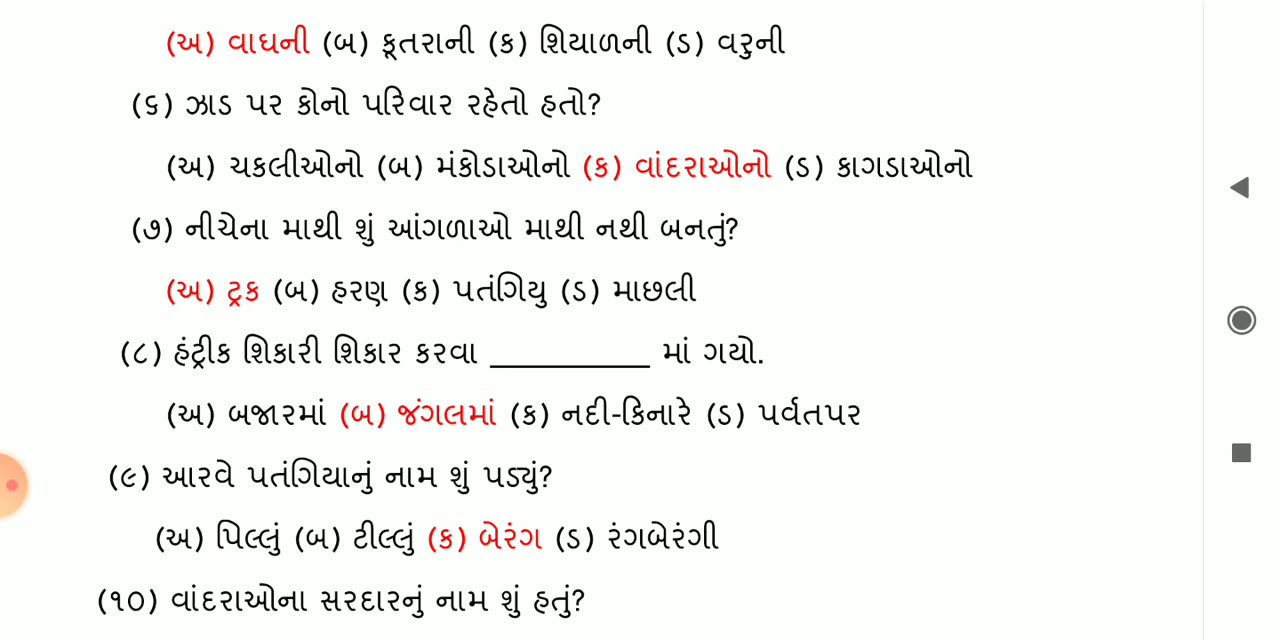 (અ) વાઘની (બ) કૂતરાની (ક) શિયાળની (ડ) વરુની
(૬) ઝાડ પર કોનો પરિવાર રહેતો હતો?
(અ) ચકલીઓનો (બ) મંકોડાઓનો (ક) વાંદરાઓનો (ડ) કાગડાઓનો
(૭) નીચેના માથી શું આંગળાઓ માથી નથી બનતું?
(અ) ટ્રક (બ) હરણ (ક) પતંગિયુ (ડ) માછલી
(૮) હંટ્રીક શિકારી શિકાર કરવા __________ માં ગયો.
(અ) બજારમાં (બ) જંગલમાં (ક) નદી-કિનારે (ડ) પર્વતપર
(૯) આરવે પતંગિયાનું નામ શું પડ્યું?
(અ) પિલ્લું (બ) ટીલ્લું (ક) બેરંગ (ડ) રંગબેરંગી
(૧૦) વાંદરાઓના સરદારનું નામ શું હતું?